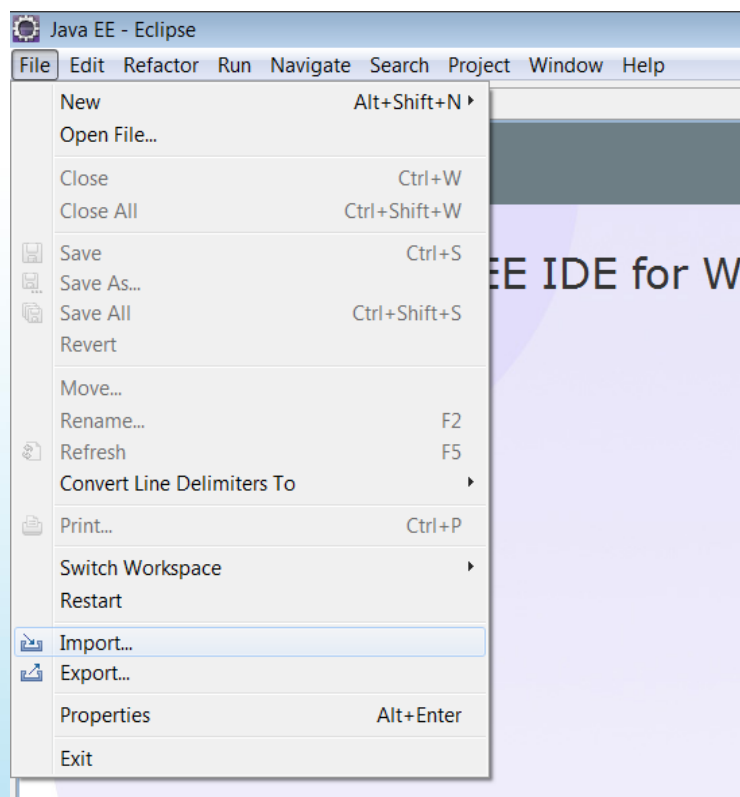 Java EE - Eclipse
File Edit Refactor Run Navigate Search Project Window Help
New Alt+Shift+N
Open File...
Close Ctrl+W
Close All Ctrl+Shift+W
Save Ctrl+S
Save As...
Save All Ctrl+Shift+S
Revert
Move...
Rename... F2
Refresh F5
Convert Line Delimiters To
Print... Ctrl+P
Switch Workspace
Restart
Import...
Export...
Properties Alt+Enter
Exit
EE IDE for W